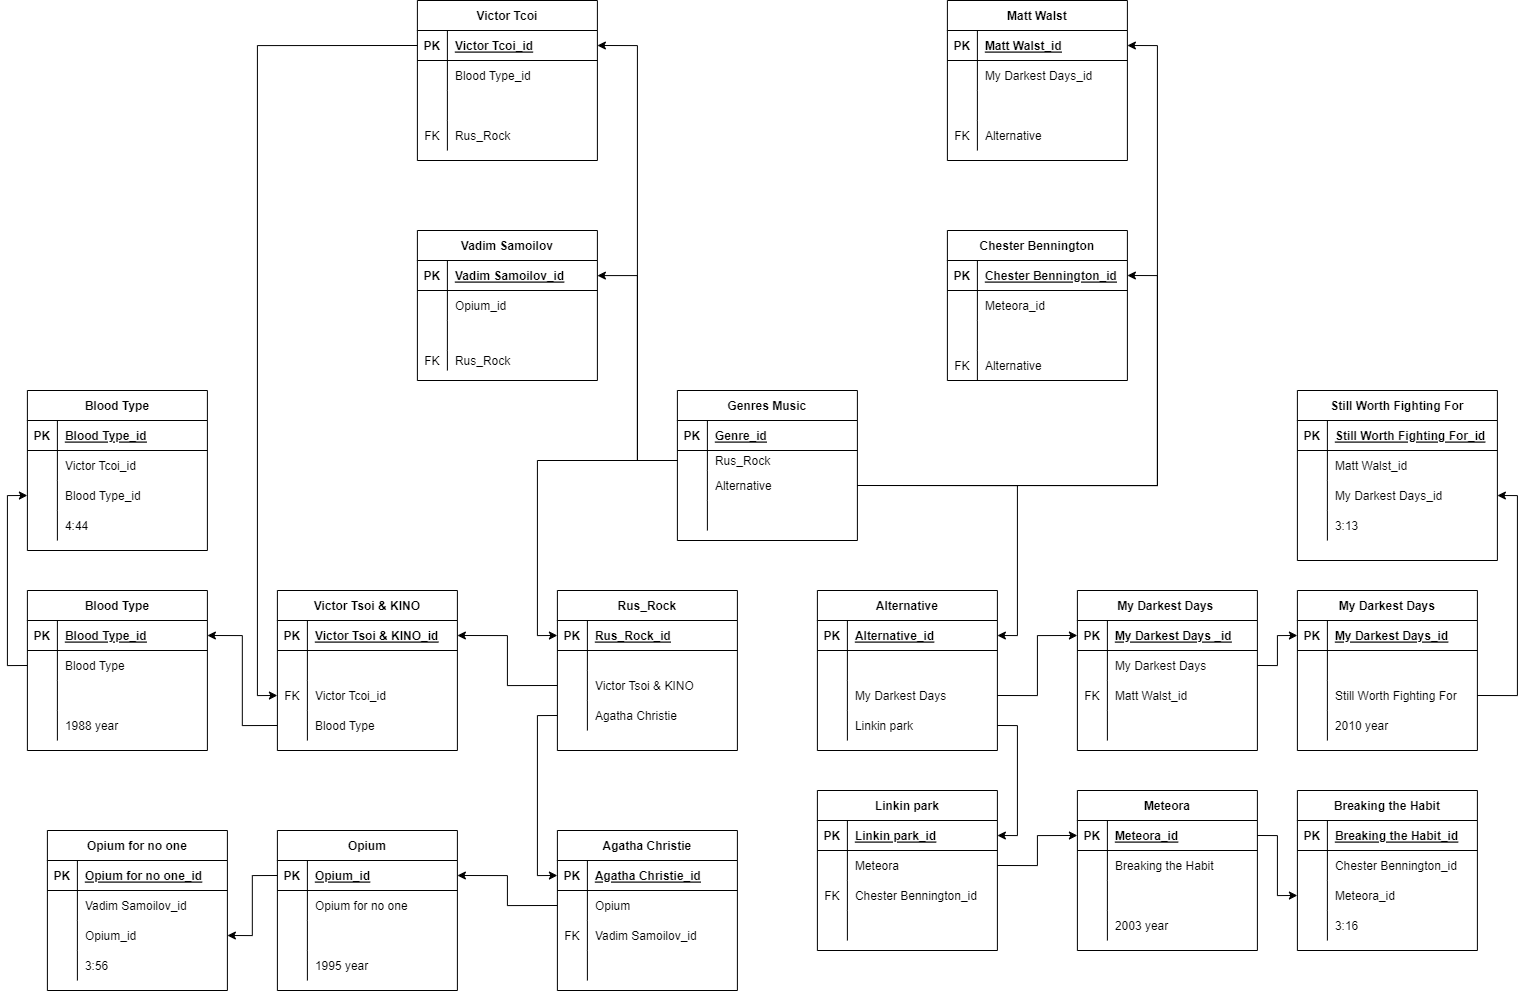 Victor Tcoi
PK Victor Tcoi_id
Blood Type_id
FK Rus_Rock
Matt Walst
PK Matt Walst_id
My Darkest Days_id
FK Alternative
Vadim Samoilov
PK Vadim Samoilov_id
Opium_id
FK Rus_Rock
Chester Bennington
PK Chester Bennington_id
Meteora_id
FK Alternative
Blood Type
PK Blood Type_id
Victor Tcoi_id
Blood Type_id
4:44
Genres Music
PK Genre_id
Rus_Rock
Alternative
Still Worth Fighting For
PK Still Worth Fighting For_id
Matt Walst_id
My Darkest Days_id
3:13
Blood Type
PK Blood Type_id
Blood Type
1988 year
Victor Tsoi & KINO
PK Victor Tsoi & KINO_id
FK Victor Tcoi_id
Blood Type
Rus_Rock
PK Rus_Rock_id
Victor Tsoi & KINO
Agatha Christie
Alternative
PK Alternative_id
My Darkest Days
Linkin park
My Darkest Days
PK My Darkest Days _id
My Darkest Days
FK Matt Walst_id
My Darkest Days
PK My Darkest Days_id
Still Worth Fighting For
2010 year
Opium for no one
PK Opium for no one_id
Vadim Samoilov_id
Opium_id
3:56
Opium
PK Opium_id
Opium for no one
1995 year
Agatha Christie
PK Agatha Christie_id
Opium
FK Vadim Samoilov_id
Linkin park
PK Linkin park_id
Meteora
FK Chester Bennington_id
Meteora
PK Meteora_id
Breaking the Habit
2003 year
Breaking the Habit
PK Breaking the Habit_id
Chester Bennington_id
Meteora_id
3:16